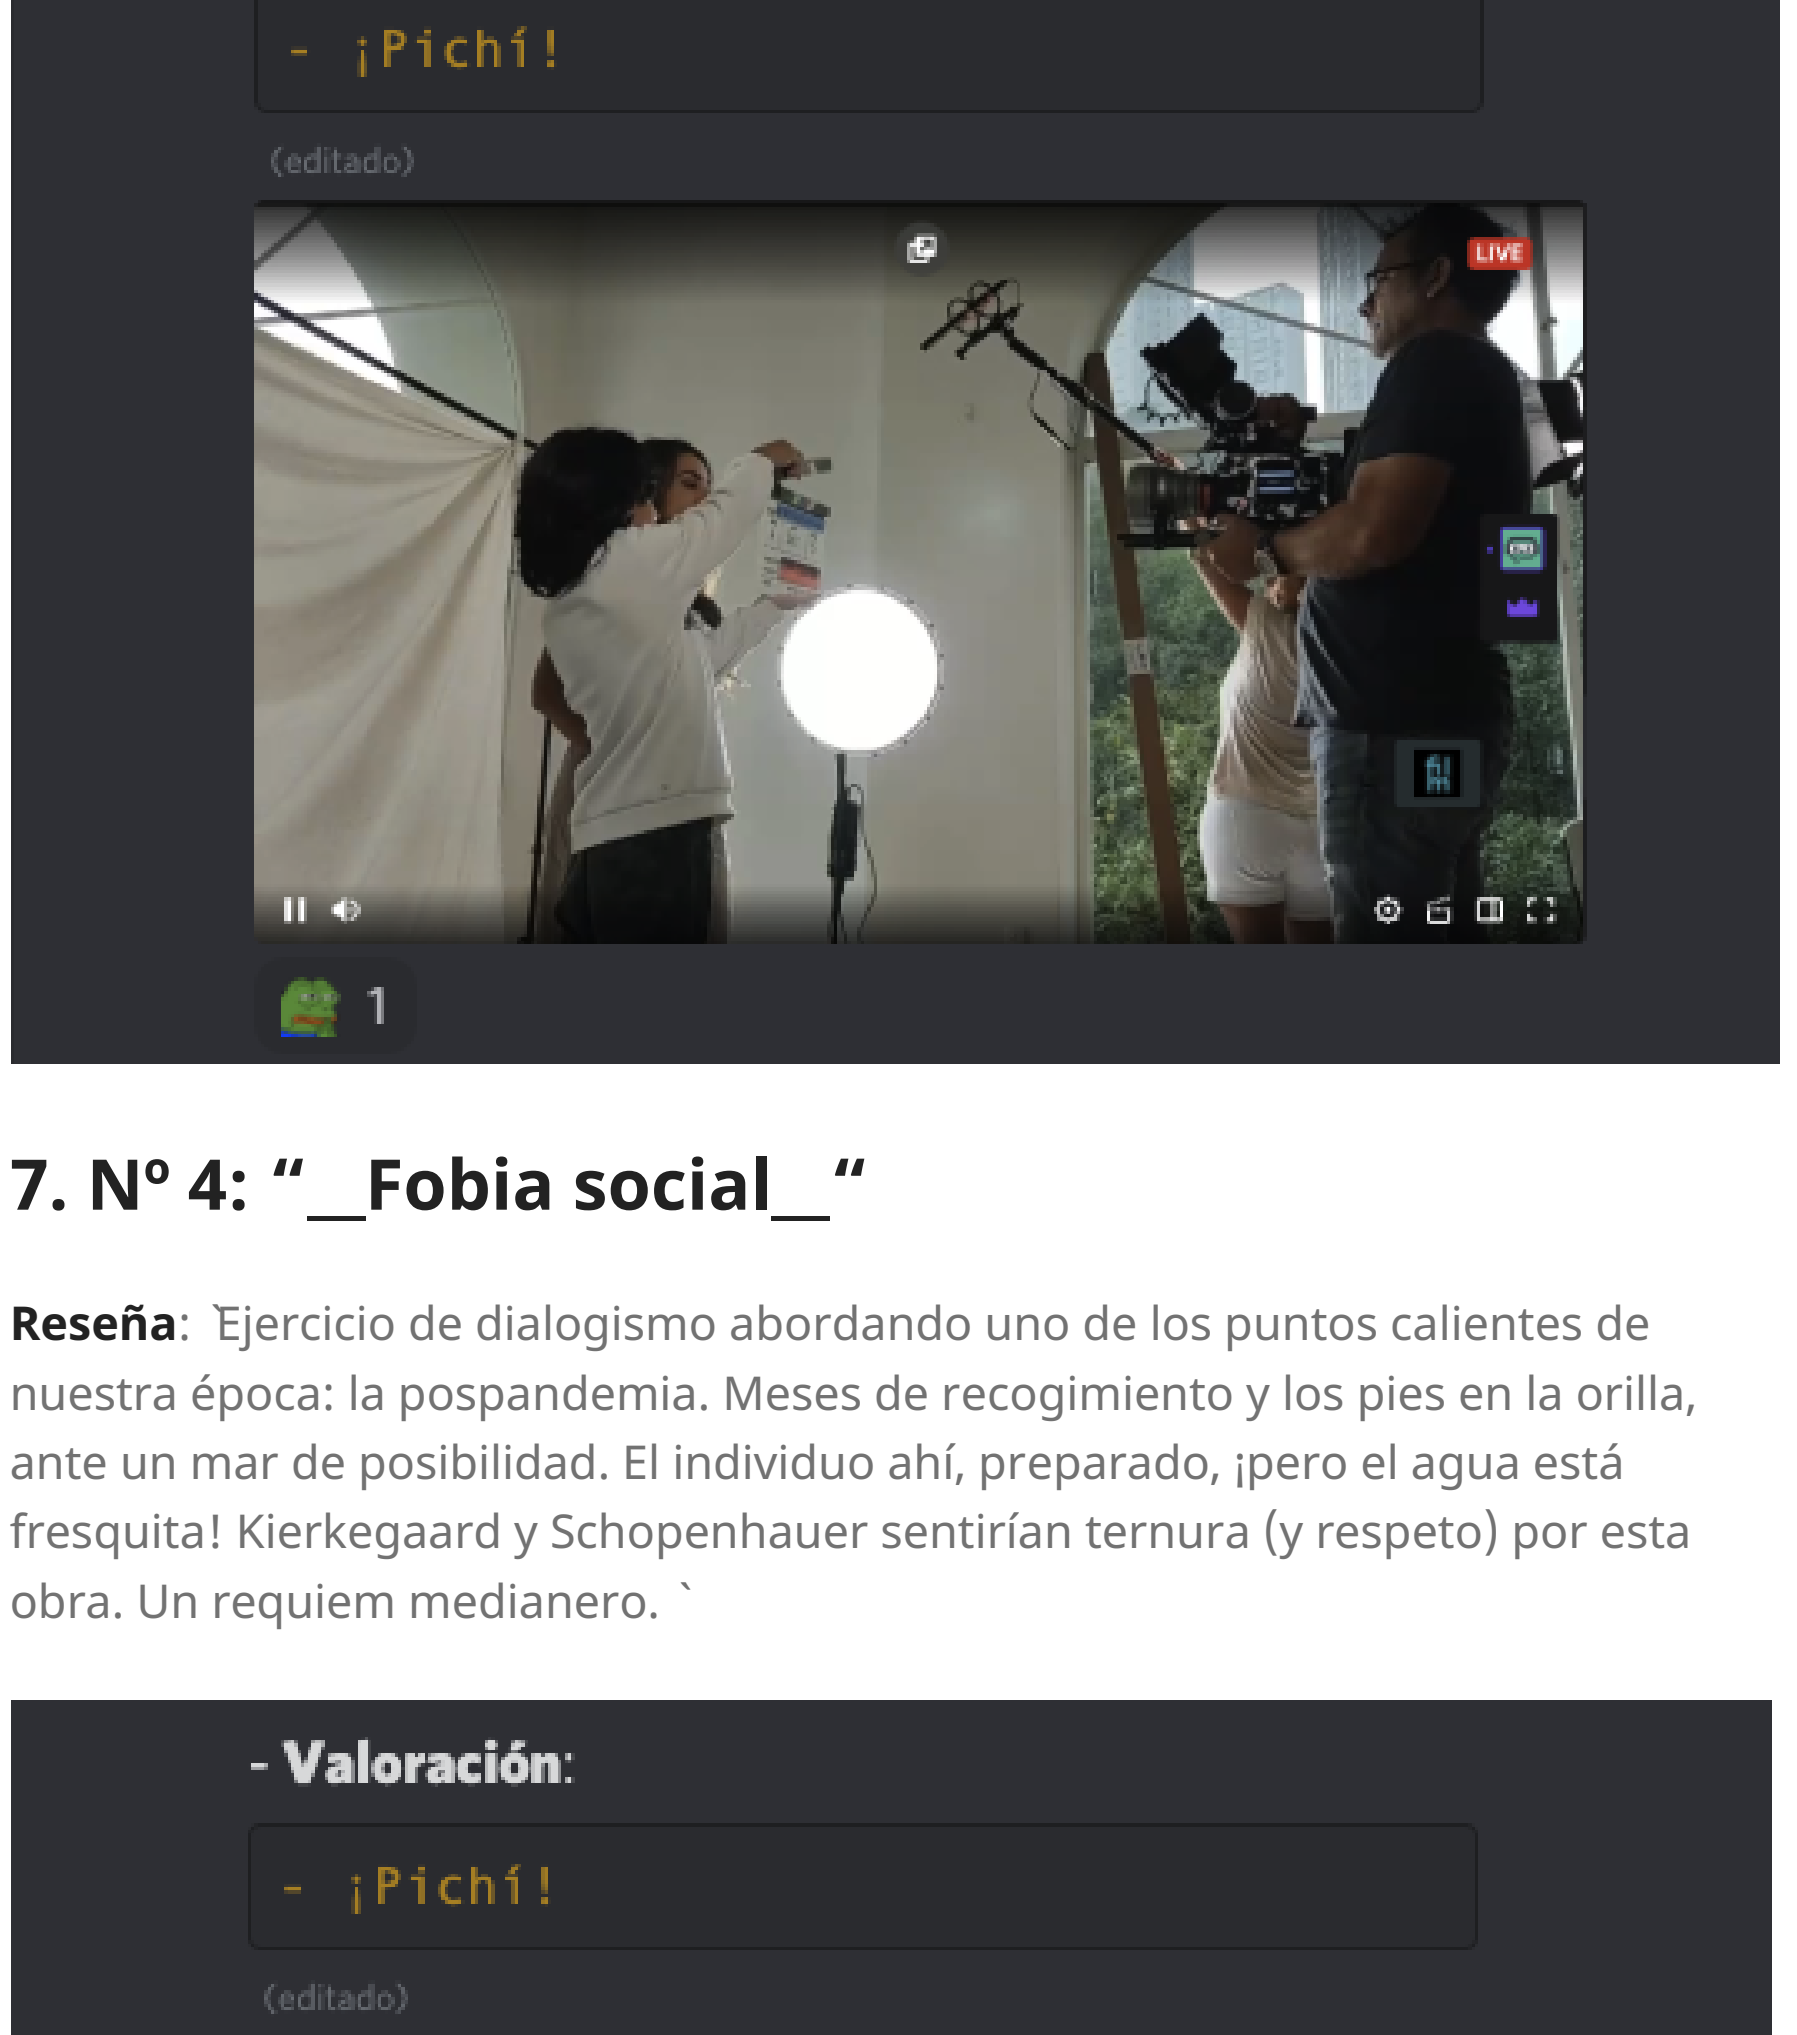 - ¡Pichí!
(editado)
LIVE
1
7. Nº 4: “__Fobia social__“
Reseña: `Ejercicio de dialogismo abordando uno de los puntos calientes de
nuestra época: la pospandemia. Meses de recogimiento y los pies en la orilla,
ante un mar de posibilidad. El individuo ahí, preparado, ¡pero el agua está
fresquita! Kierkegaard y Schopenhauer sentirían ternura (y respeto) por esta
obra. Un requiem medianero. `
- Valoración:
- ¡Pichí!
(editado)